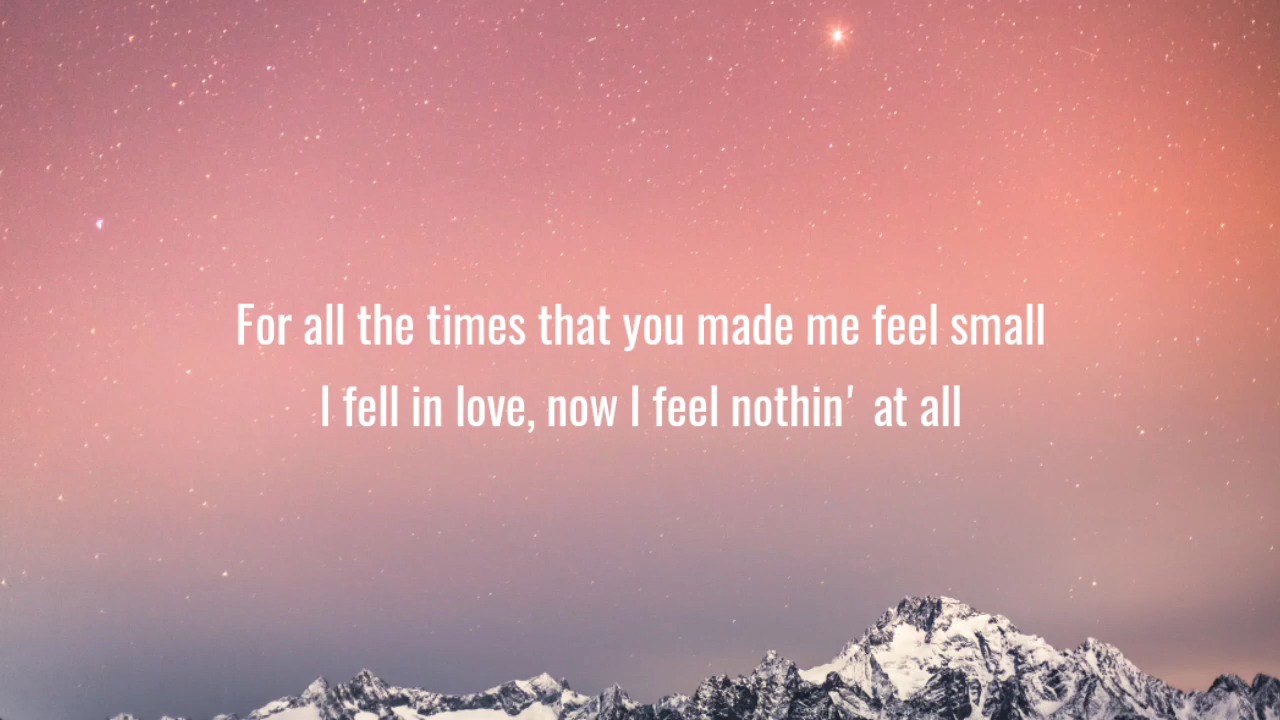 For all the times that you made me feel small
I fell in love, now I feel nothin' at all